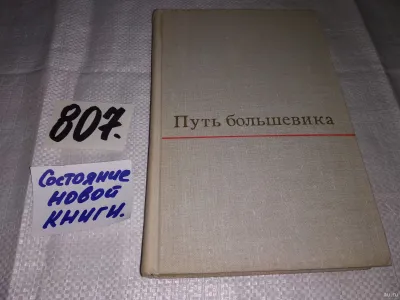 807.
Путь большевика
Состояние
новой
книги.